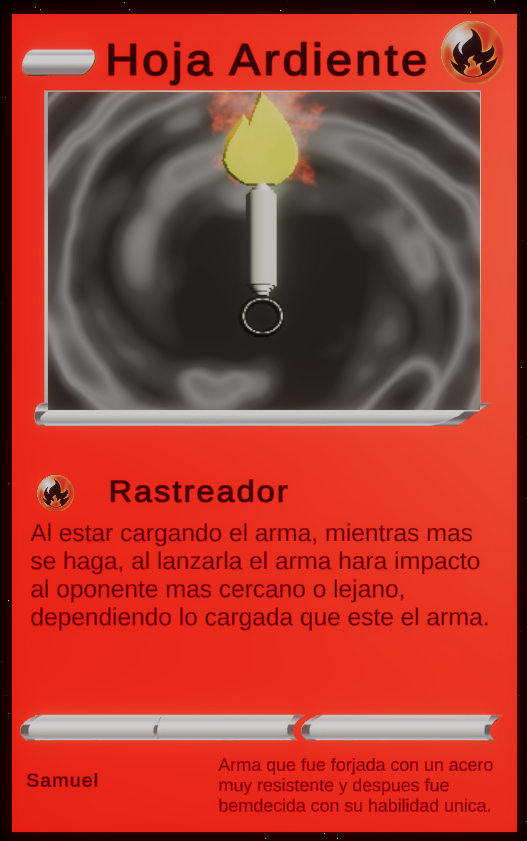 Hoja Ardiente
Rastreador
Al estar cargando el arma, mientras mas
se haga, al lanzarla el arma hara impacto
al oponente mas cercano o lejano,
dependiendo lo cargada que este el arma.
Samuel
Arma que fue forjada con un acero
muy resistente y despues fue
bemdecida con su habilidad unica.